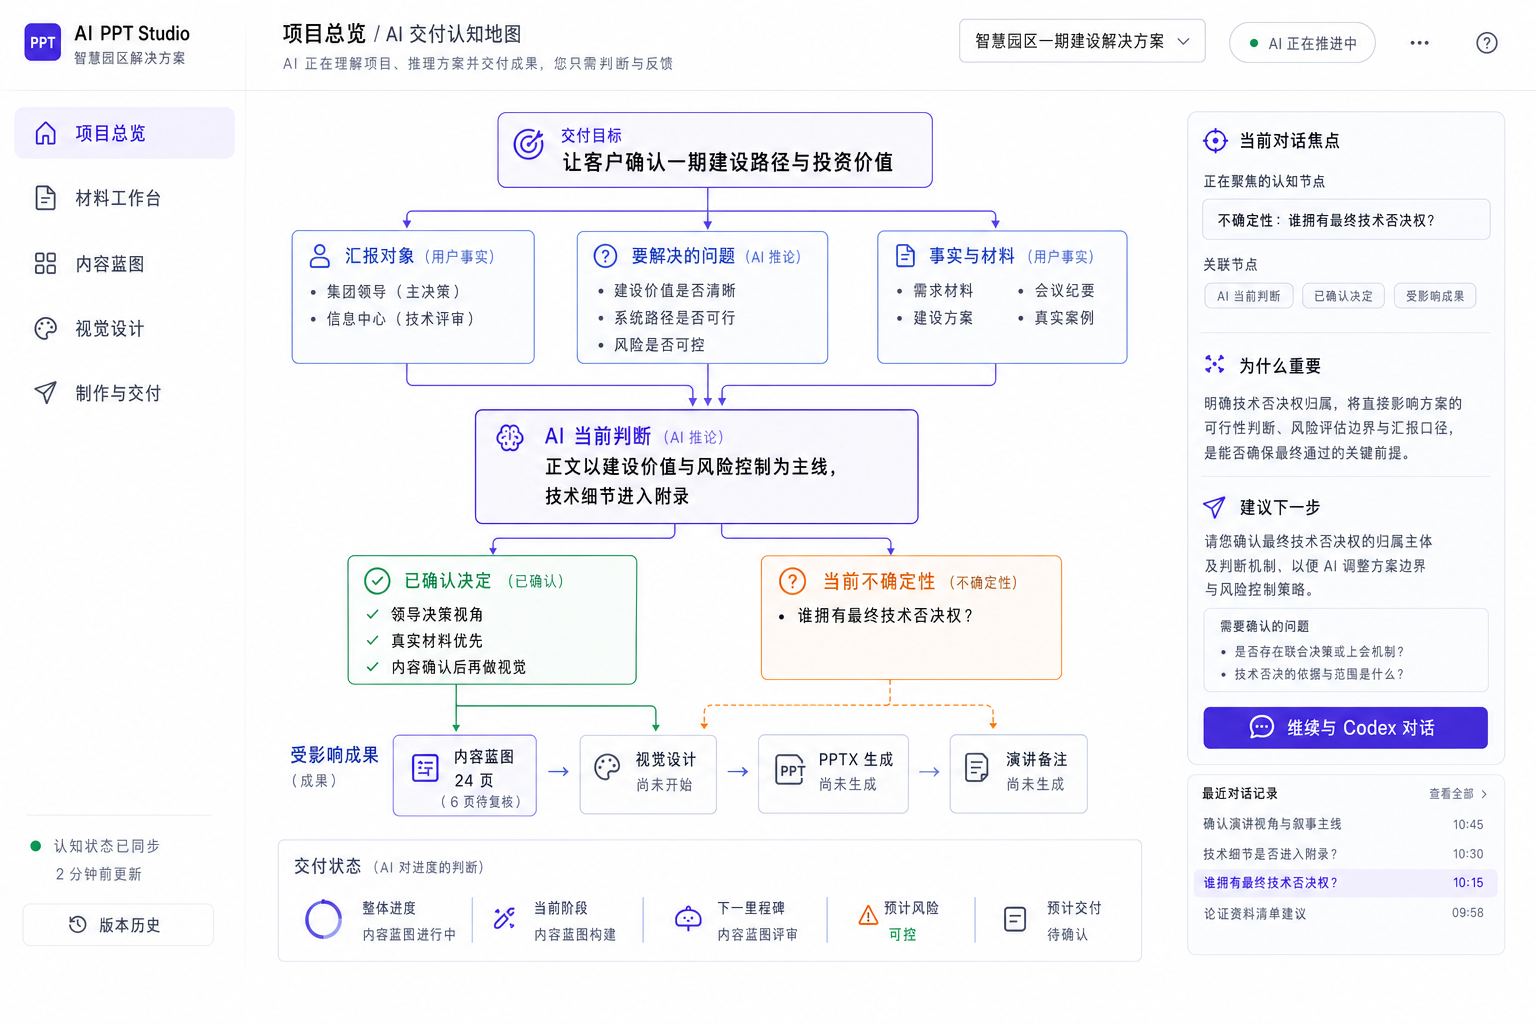 PPT
AI PPT Studio
智慧园区解决方案
项目总览 / AI 交付认知地图
AI 正在理解项目、推理方案并交付成果，您只需判断与反馈
智慧园区一期建设解决方案
AI 正在推进中
项目总览
材料工作台
内容蓝图
视觉设计
制作与交付
认知状态已同步
2 分钟前更新
版本历史
交付目标
让客户确认一期建设路径与投资价值
汇报对象（用户事实）
集团领导（主决策）
信息中心（技术评审）
要解决的问题（AI 推论）
建设价值是否清晰
系统路径是否可行
风险是否可控
事实与材料（用户事实）
需求材料
会议纪要
建设方案
真实案例
AI 当前判断（AI 推论）
正文以建设价值与风险控制为主线，
技术细节进入附录
已确认决定（已确认）
领导决策视角
真实材料优先
内容确认后再做视觉
当前不确定性（不确定性）
谁拥有最终技术否决权？
受影响成果
（成果）
内容蓝图
24 页
（6 页待复核）
视觉设计
尚未开始
PPT
PPTX 生成
尚未生成
演讲备注
尚未生成
交付状态（AI 对进度的判断）
整体进度
内容蓝图进行中
当前阶段
内容蓝图构建
下一里程碑
内容蓝图评审
预计风险
可控
预计交付
待确认
当前对话焦点
正在聚焦的认知节点
不确定性：谁拥有最终技术否决权？
关联节点
AI 当前判断
已确认决定
受影响成果
为什么重要
明确技术否决权归属，将直接影响方案的
可行性判断、风险评估边界与汇报口径，
是能否确保最终通过的关键前提。
建议下一步
请您确认最终技术否决权的归属主体
及判断机制，以便 AI 调整方案边界
与风险控制策略。
需要确认的问题
是否存在联合决策或上会机制？
技术否决的依据与范围是什么？
继续与 Codex 对话
最近对话记录
查看全部
确认演讲视角与叙事主线 10:45
技术细节是否进入附录？ 10:30
谁拥有最终技术否决权？ 10:15
论证资料清单建议 09:58